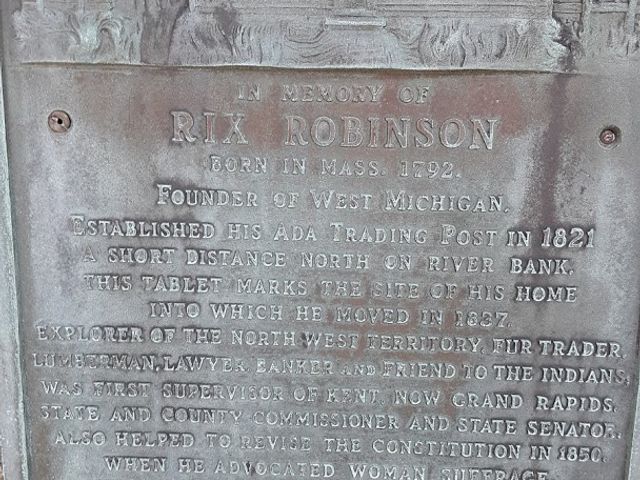 IN MEMORY OF
RIX ROBINSON
BORN IN MASS. 1792.
FOUNDER OF WEST MICHIGAN.
ESTABLISHED HIS ADA TRADING POST IN 1821
A SHORT DISTANCE NORTH ON RIVER BANK.
THIS TABLET MARKS THE SITE OF HIS HOME
INTO WHICH HE MOVED IN 1837.
EXPLORER OF THE NORTH WEST TERRITORY, FUR TRADER,
LUMBERMAN, LAWYER, BANKER AND FRIEND TO THE INDIANS,
WAS FIRST SUPERVISOR OF KENT, NOW GRAND RAPIDS.
STATE AND COUNTY COMMISSIONER AND STATE SENATOR.
ALSO HELPED TO REVISE THE CONSTITUTION IN 1850.
WHEN HE ADVOCATED WOMAN SUFFRAGE